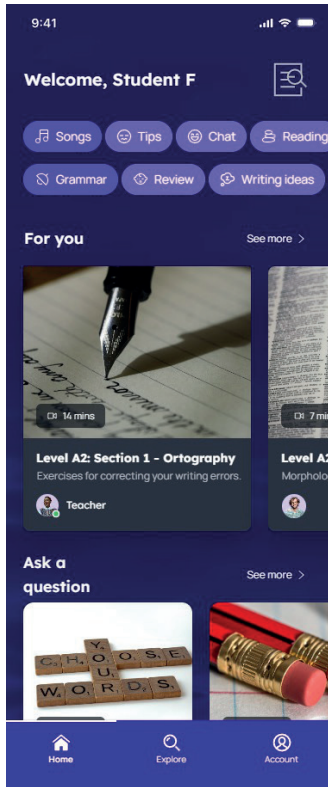 9:41
Welcome, Student F
Songs
Tips
Chat
Reading
Grammar
Review
Writing ideas
For you
See more >
14 mins
7 min
Level A2: Section 1 - Ortography
Exercises for correcting your writing errors.
Teacher
Level A2
Morpholo
Ask a
question
See more >
CHOOSE
YOUR
WORDS
Home
Explore
Account